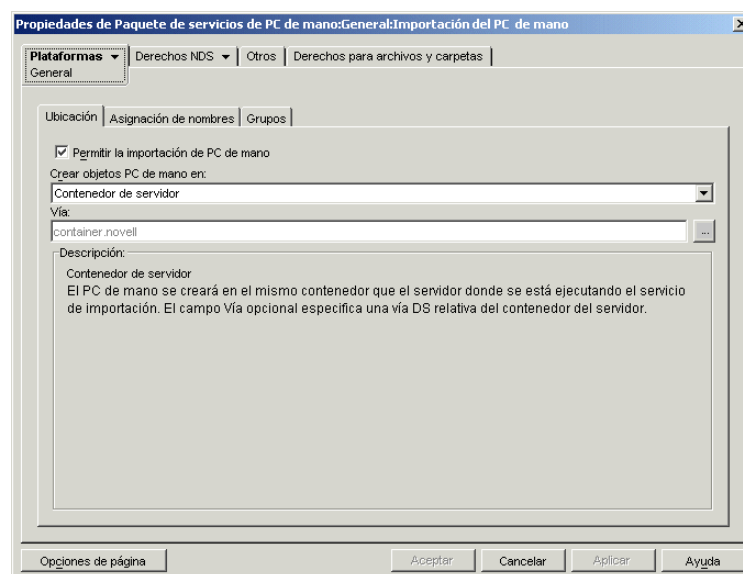 Propiedades de Paquete de servicios de PC de mano:General:Importación del PC de mano
Plataformas Derechos NDS Otros Derechos para archivos y carpetas
General
Ubicación Asignación de nombres Grupos
Permitir la importación de PC de mano
Crear objetos PC de mano en:
Contenedor de servidor
Vía:
container.novell
...
Descripción:
Contenedor de servidor
El PC de mano se creará en el mismo contenedor que el servidor donde se está ejecutando el servicio
de importación. El campo Vía opcional especifica una vía DS relativa del contenedor del servidor.
Opciones de página Aceptar Cancelar Aplicar Ayuda